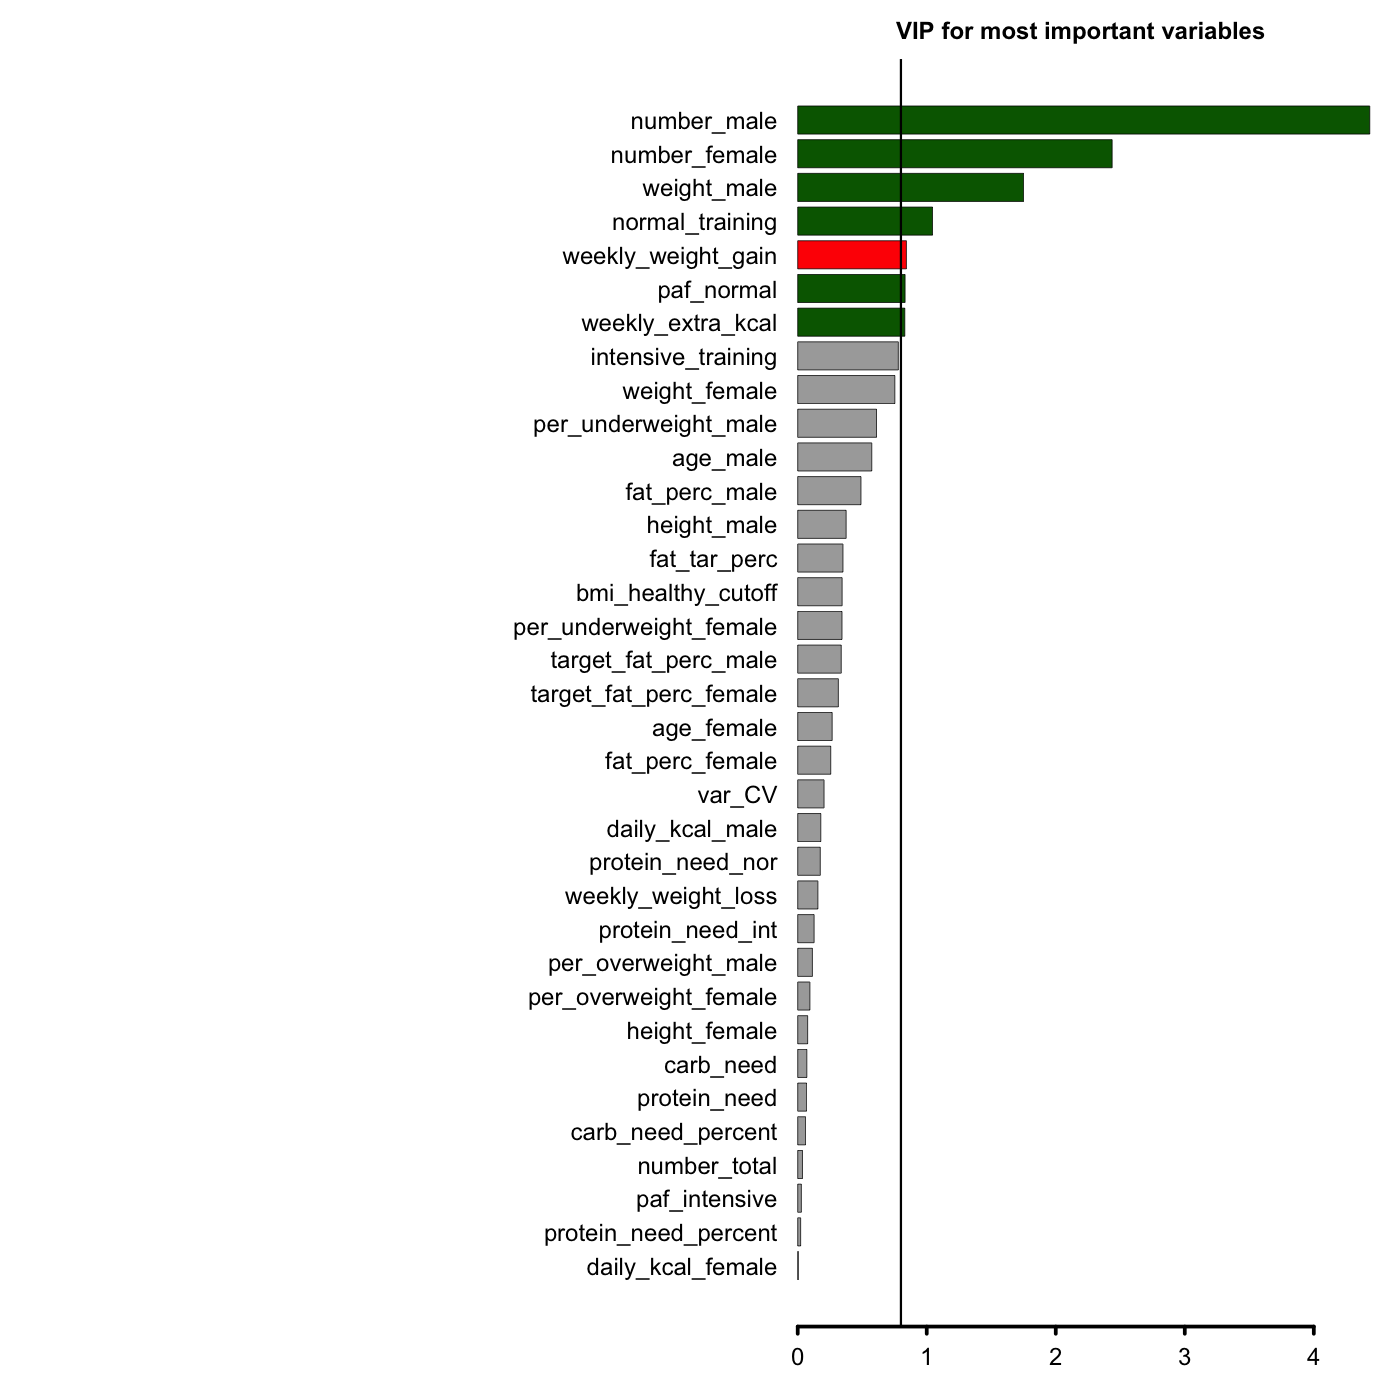 VIP for most important variables
number_male
number_female
weight_male
normal_training
weekly_weight_gain
paf_normal
weekly_extra_kcal
intensive_training
weight_female
per_underweight_male
age_male
fat_perc_male
height_male
fat_tar_perc
bmi_healthy_cutoff
per_underweight_female
target_fat_perc_male
target_fat_perc_female
age_female
fat_perc_female
var_CV
daily_kcal_male
protein_need_nor
weekly_weight_loss
protein_need_int
per_overweight_male
per_overweight_female
height_female
carb_need
protein_need
carb_need_percent
number_total
paf_intensive
protein_need_percent
daily_kcal_female
0 1 2 3 4